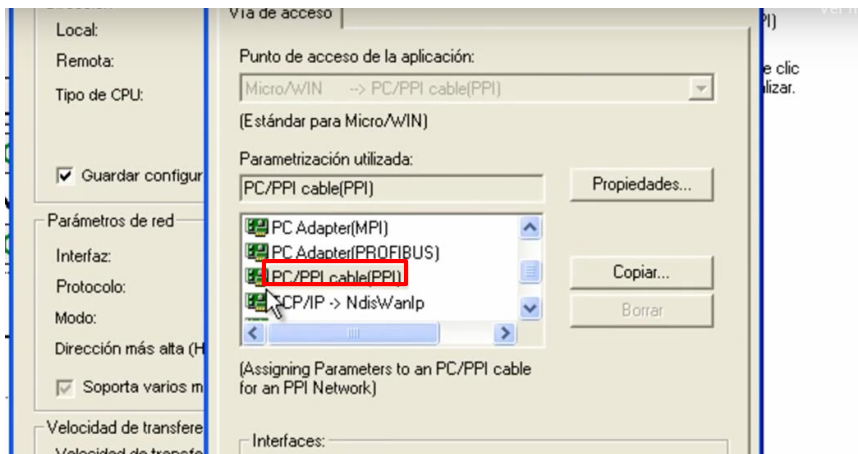 Local:
Remota:
Tipo de CPU:
Guardar configur
Parámetros de red
Interfaz:
Protocolo:
Modo:
Dirección más alta (H
Soporta varios m
Velocidad de transfere
Velocidad de transfe
Vía de acceso
Punto de acceso de la aplicación:
Micro/WIN --> PC/PPI cable(PPI)
(Estándar para Micro/WIN)
Parametrización utilizada:
PC/PPI cable(PPI)
Propiedades...
PC Adapter(MPI)
PC Adapter(PROFIBUS)
PC/PPI cable(PPI)
TCP/IP -> NdisWanIp
Copiar...
Borrar
(Assigning Parameters to an PC/PPI cable
for an PPI Network)
Interfaces:
PI)
e clic
lizar.